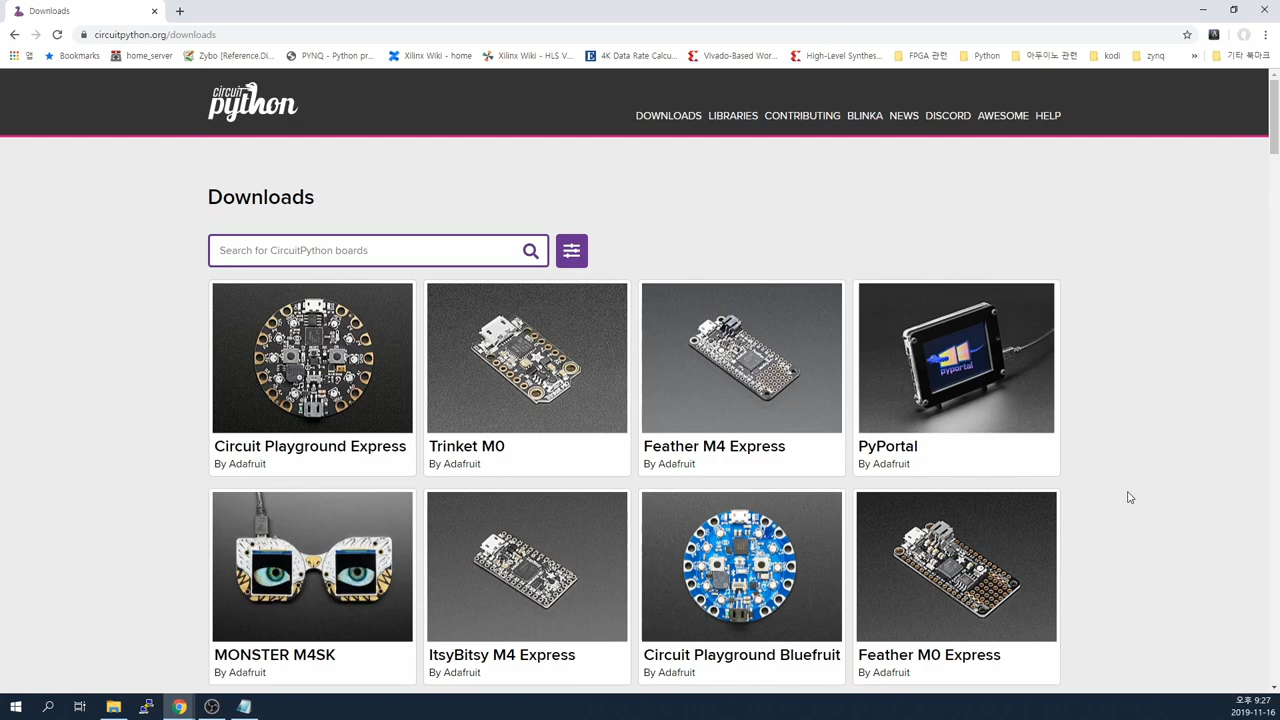 Downloads
circuitpython.org/downloads
앱
Bookmarks
home_server
Zybo [Reference.Di...
PYNQ - Python pr...
Xilinx Wiki - home
Xilinx Wiki - HLS V...
4K Data Rate Calcu...
Vivado-Based Wor...
High-Level Synthes...
FPGA 관련
Python
아두이노 관련
kodi
zynq
»
기타 북마크
circuit
python
DOWNLOADS LIBRARIES CONTRIBUTING BLINKA NEWS DISCORD AWESOME HELP
Downloads
Search for CircuitPython boards
pyportal
Circuit Playground Express
By Adafruit
Trinket M0
By Adafruit
Feather M4 Express
By Adafruit
PyPortal
By Adafruit
MONSTER M4SK
By Adafruit
ItsyBitsy M4 Express
By Adafruit
Circuit Playground Bluefruit
By Adafruit
Feather M0 Express
By Adafruit
오후 9:27
2019-11-16